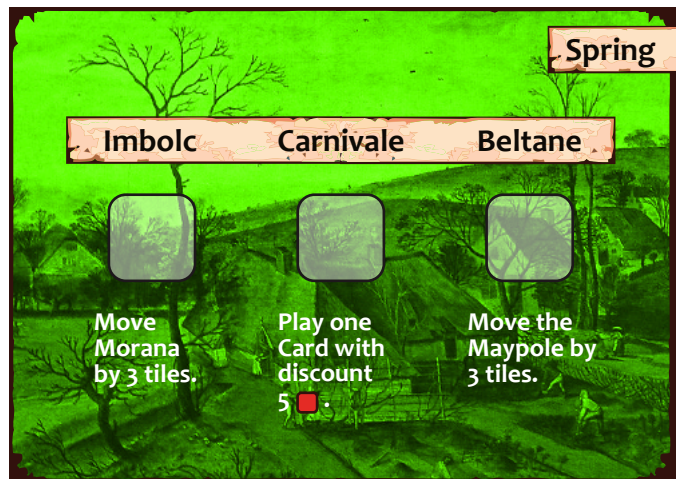 Spring
Imbolc Carnivale Beltane
Move
Morana
by 3 tiles.
Play one
Card with
discount
5 .
Move the
Maypole by
3 tiles.